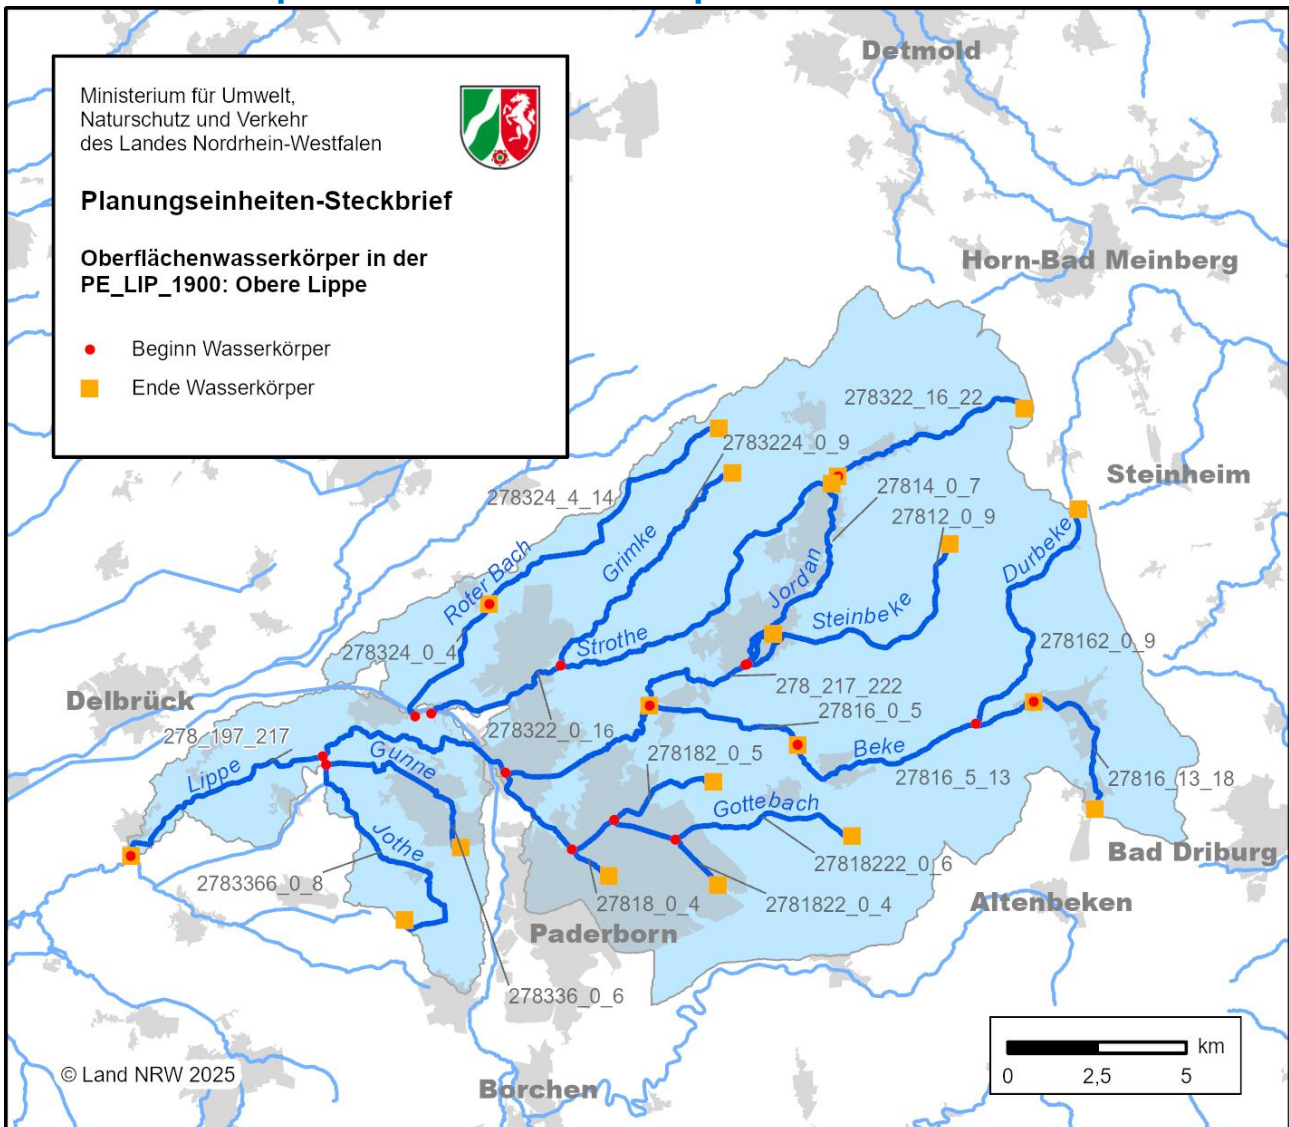 Detmold
Ministerium für Umwelt,
Naturschutz und Verkehr
des Landes Nordrhein-Westfalen
Planungseinheiten-Steckbrief
Oberflächenwasserkörper in der
PE_LIP_1900: Obere Lippe
Beginn Wasserkörper
Ende Wasserkörper
Horn-Bad Meinberg
278322_16_22
2783224_0_9
Steinheim
278324_4_14
27814_0_7
27812_0_9
Durbeke
Grimke
Roter Bach
Jordan
Steinbeke
Strothe
278324_0_4
278162_0_9
Delbrück
278_217_222
27816_0_5
278322_0_16
278_197_217
Gunne
278182_0_5
Beke
Lippe
27816_5_13
27816_13_18
Gottebach
Jothe
Bad Driburg
27818222_0_6
2783366_0_8
27818_0_4
2781822_0_4
Altenbeken
Paderborn
278336_0_6
km
© Land NRW 2025
0
2,5
5
Borchen